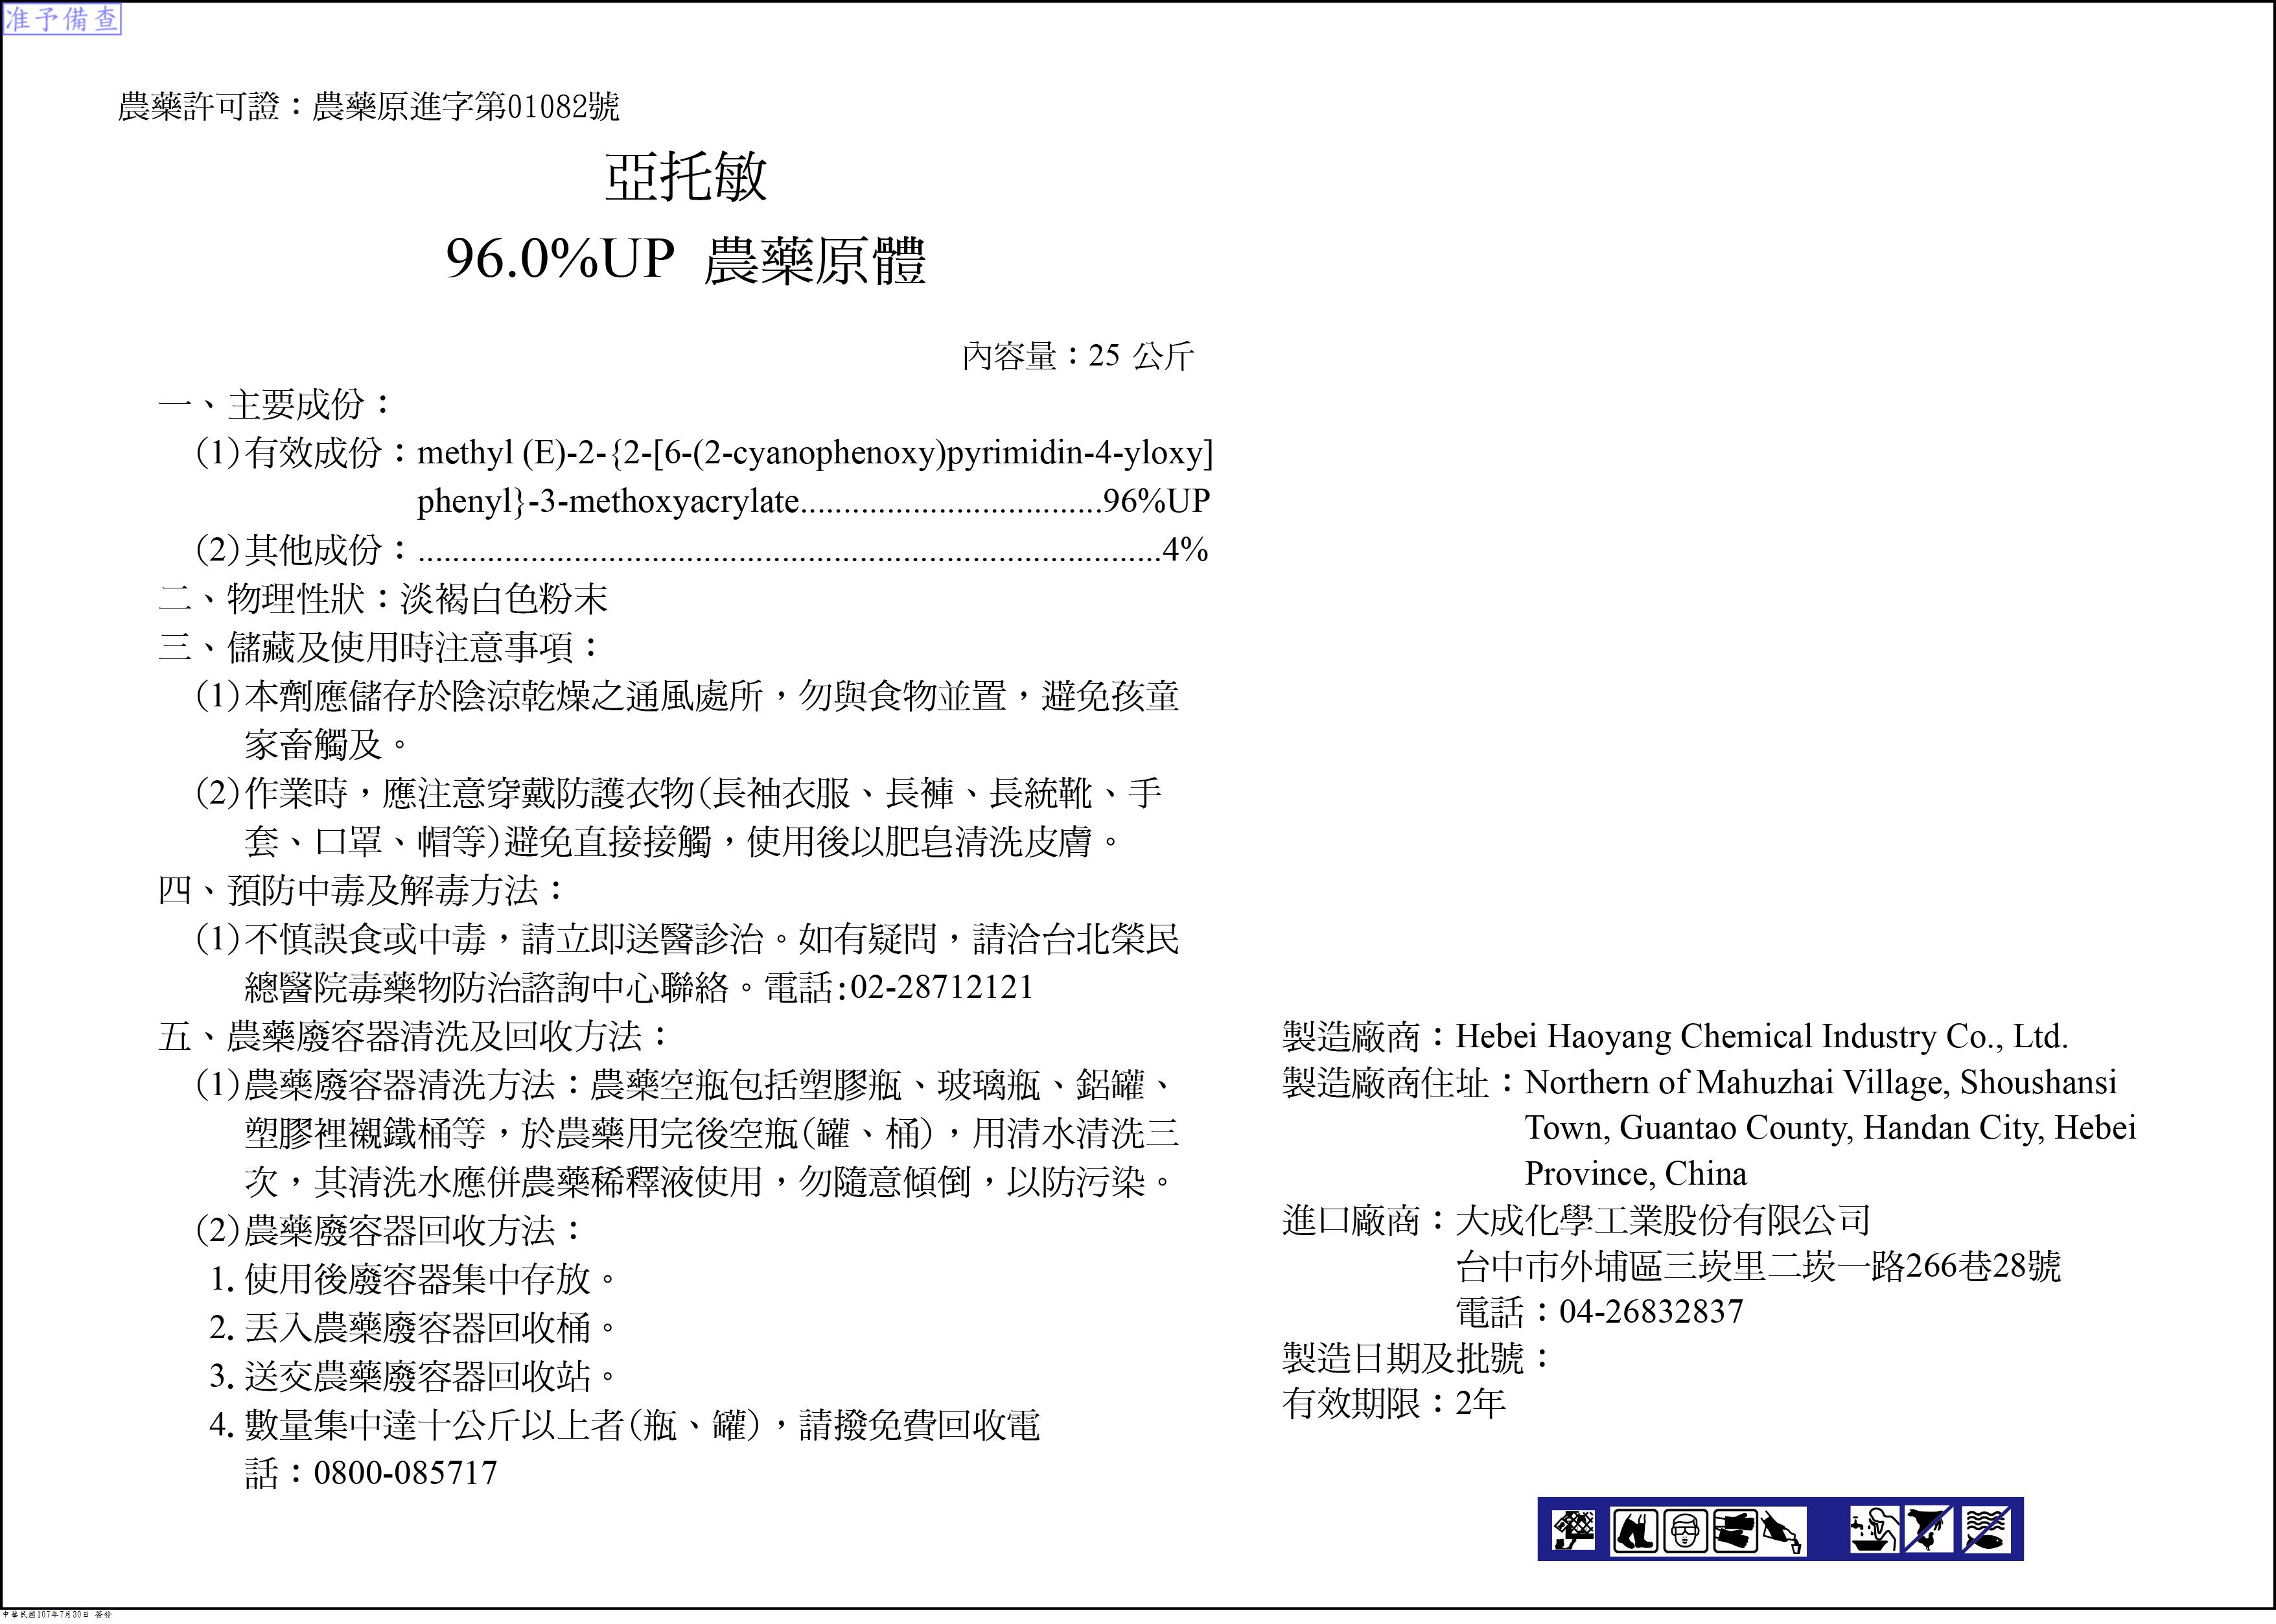 准予備查
農藥許可證：農藥原進字第01082號
亞托敏
96.0%UP 農藥原體
內容量：25 公斤
一、主要成份：
(1)有效成份：methyl (E)-2-{2-[6-(2-cyanophenoxy)pyrimidin-4-yloxy]
phenyl}-3-methoxyacrylate...................................96%UP
(2)其他成份：......................................................................................4%
二、物理性狀：淡褐白色粉末
三、儲藏及使用時注意事項：
(1)本劑應儲存於陰涼乾燥之通風處所，勿與食物並置，避免孩童
家畜觸及。
(2)作業時，應注意穿戴防護衣物(長袖衣服、長褲、長統靴、手
套、口罩、帽等)避免直接接觸，使用後以肥皂清洗皮膚。
四、預防中毒及解毒方法：
(1)不慎誤食或中毒，請立即送醫診治。如有疑問，請洽台北榮民
總醫院毒藥物防治諮詢中心聯絡。電話:02-28712121
五、農藥廢容器清洗及回收方法：
(1)農藥廢容器清洗方法：農藥空瓶包括塑膠瓶、玻璃瓶、鋁罐、
塑膠裡襯鐵桶等，於農藥用完後空瓶(罐、桶)，用清水清洗三
次，其清洗水應併農藥稀釋液使用，勿隨意傾倒，以防污染。
(2)農藥廢容器回收方法：
1. 使用後廢容器集中存放。
2. 丟入農藥廢容器回收桶。
3. 送交農藥廢容器回收站。
4. 數量集中達十公斤以上者(瓶、罐)，請撥免費回收電
話：0800-085717
製造廠商：Hebei Haoyang Chemical Industry Co., Ltd.
製造廠商住址：Northern of Mahuzhai Village, Shoushansi
Town, Guantao County, Handan City, Hebei
Province, China
進口廠商：大成化學工業股份有限公司
台中市外埔區三崁里二崁一路266巷28號
電話：04-26832837
製造日期及批號：
有效期限：2年
中華民國107年7月30日 簽發